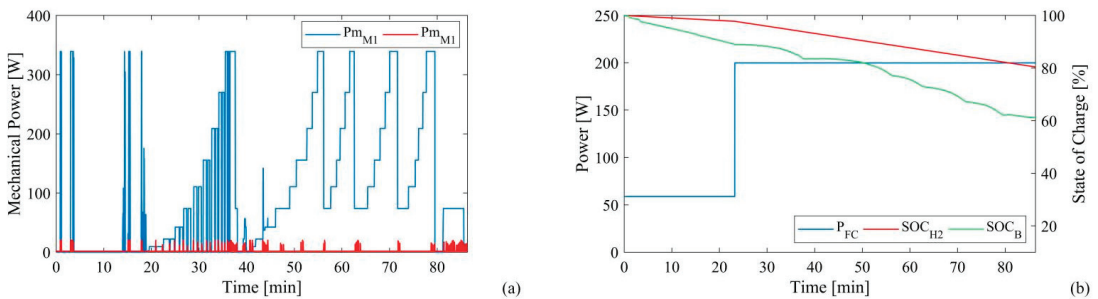 400
300
200
100
0
Mechanical Power [W]
Pm_M1
Pm_M1
0 10 20 30 40 50 60 70 80
Time [min]
(a)
250
200
150
100
50
0
Power [W]
100
80
60
40
20
State of Charge [%]
P_FC
SOC_H2
SOC_B
0 10 20 30 40 50 60 70 80
Time [min]
(b)